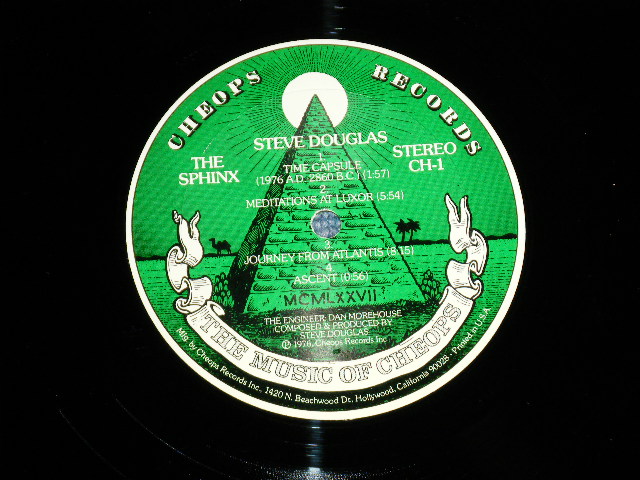 CHEOPS RECORDS
STEVE DOUGLAS
THE
SPHINX
STEREO
CH-1
1.
TIME CAPSULE
(1976 A.D. 2860 B.C.) (1:57)
2.
MEDITATIONS AT LUXOR (5:54)
3.
JOURNEY FROM ATLANTIS (8:15)
4.
ASCENT (0:56)
MCMLXXVII
THE ENGINEER: DAN MOREHOUSE
COMPOSED & PRODUCED BY
STEVE DOUGLAS
℗ 1976, Cheops Records Inc.
THE MUSIC OF CHEOPS
Mfg by Cheops Records Inc., 1420 N. Beachwood Dr., Hollywood, California 90028 • Printed in U.S.A.